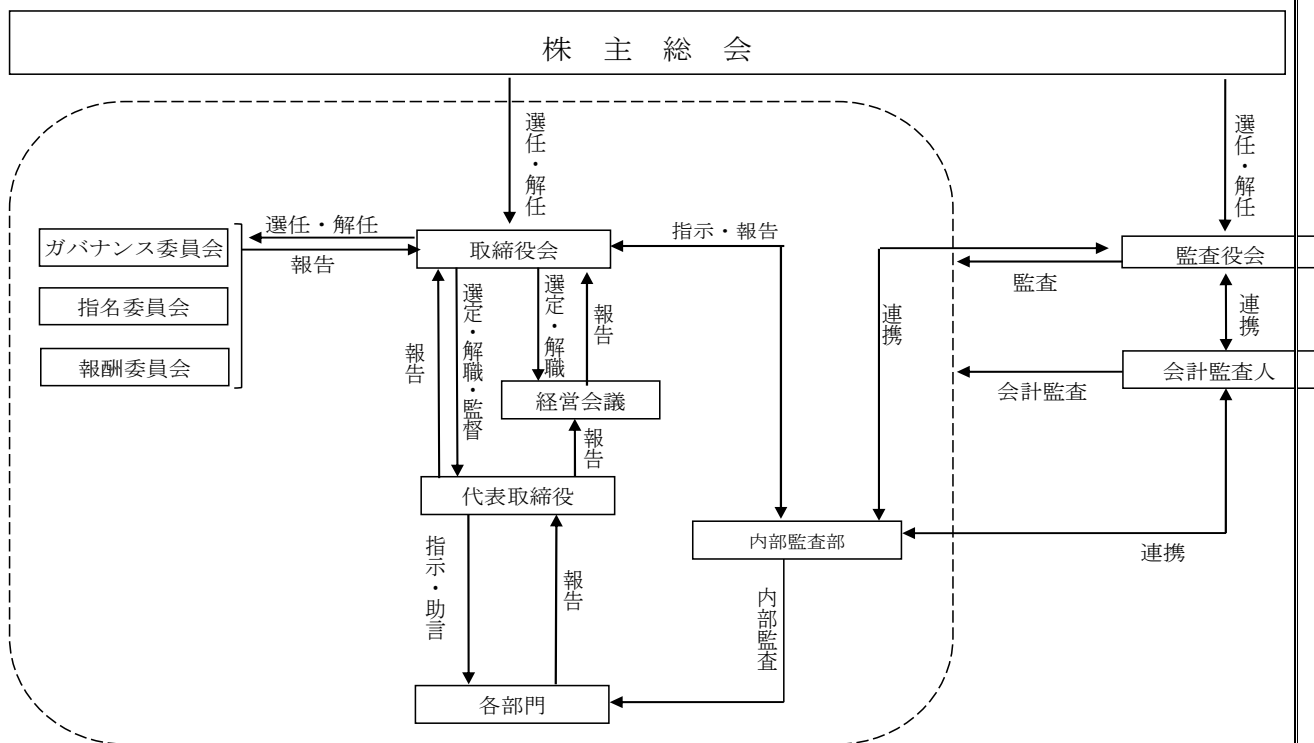 株 主 総 会
選任・解任
選任・解任
ガバナンス委員会
指名委員会
報酬委員会
選任・解任
報告
取締役会
指示・報告
監査役会
監査
連携
連携
会計監査人
会計監査
選定・解職・監督
選定・解職
報告
報告
経営会議
報告
代表取締役
内部監査部
連携
指示・助言
報告
内部監査
各部門